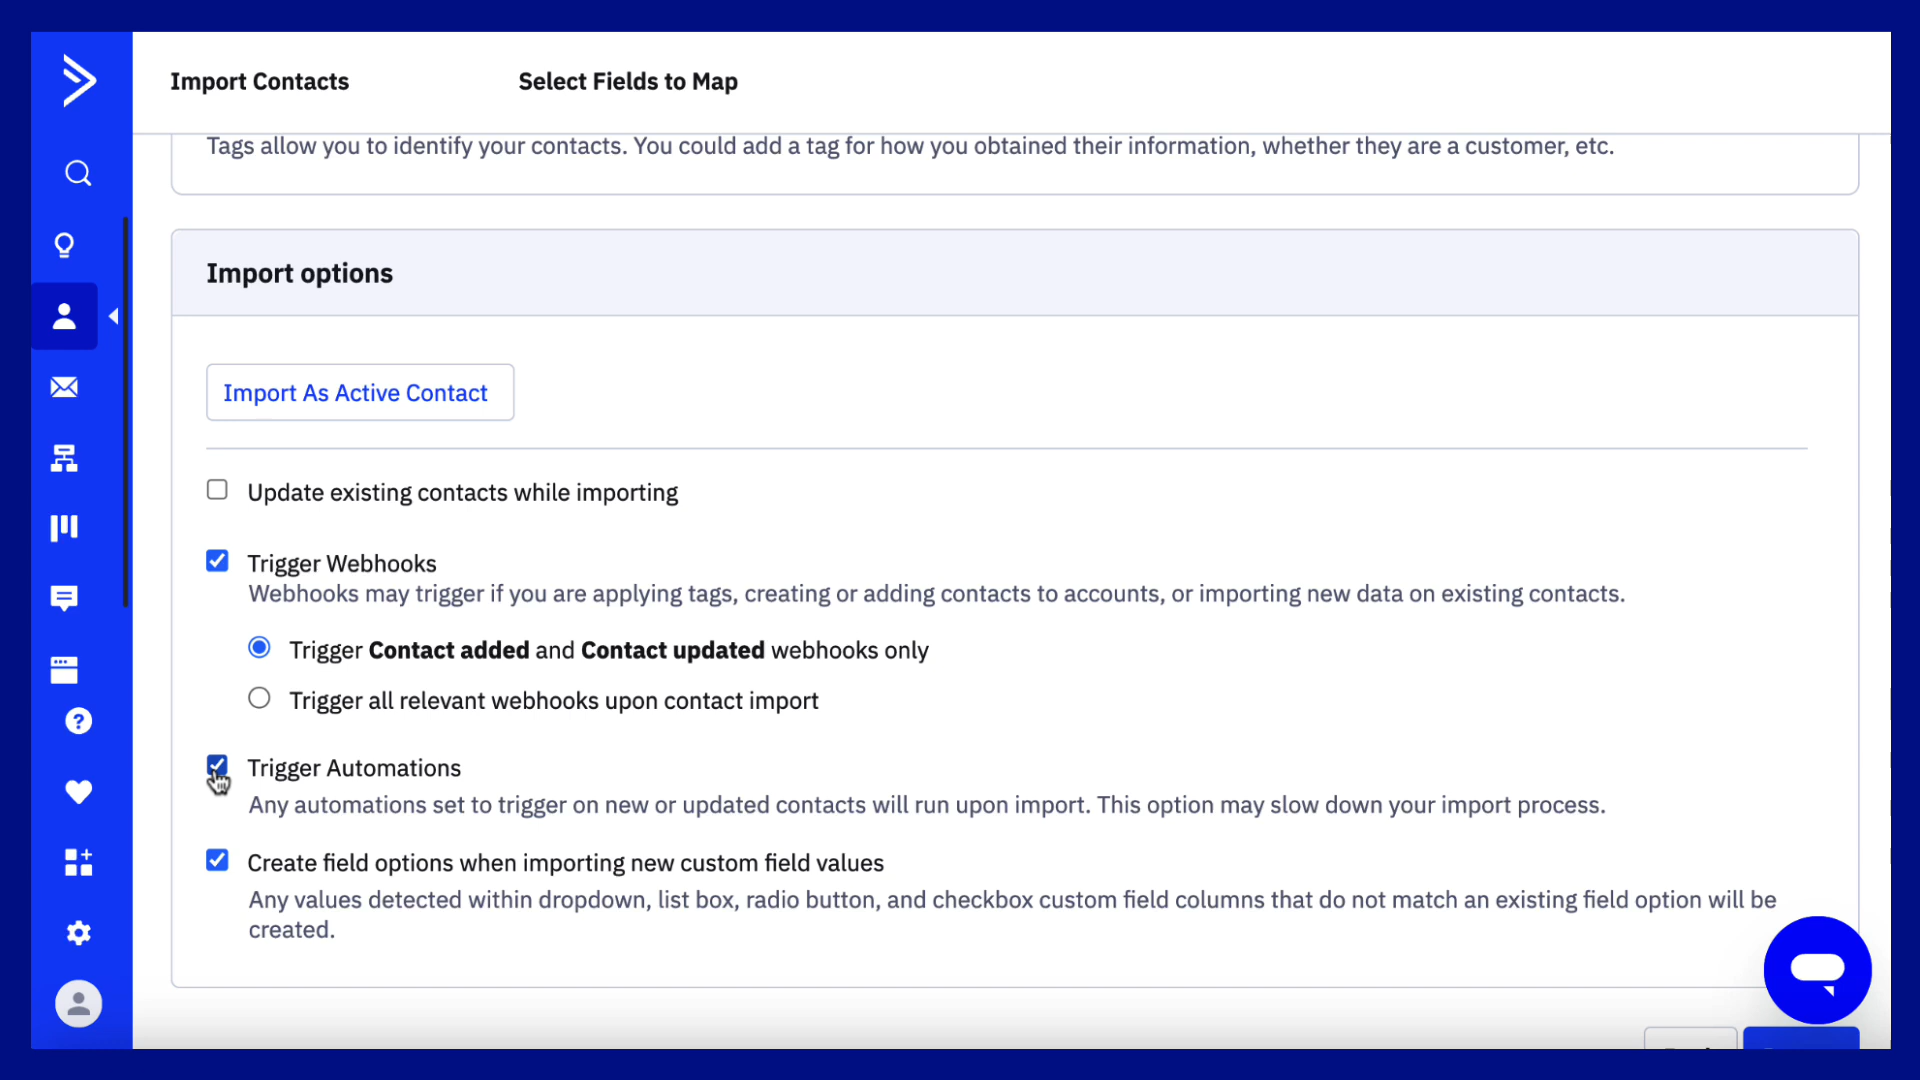 Import Contacts
Select Fields to Map
Tags allow you to identify your contacts. You could add a tag for how you obtained their information, whether they are a customer, etc.
Import options
Import As Active Contact
Update existing contacts while importing
Trigger Webhooks
Webhooks may trigger if you are applying tags, creating or adding contacts to accounts, or importing new data on existing contacts.
Trigger Contact added and Contact updated webhooks only
Trigger all relevant webhooks upon contact import
Trigger Automations
Any automations set to trigger on new or updated contacts will run upon import. This option may slow down your import process.
Create field options when importing new custom field values
Any values detected within dropdown, list box, radio button, and checkbox custom field columns that do not match an existing field option will be
created.